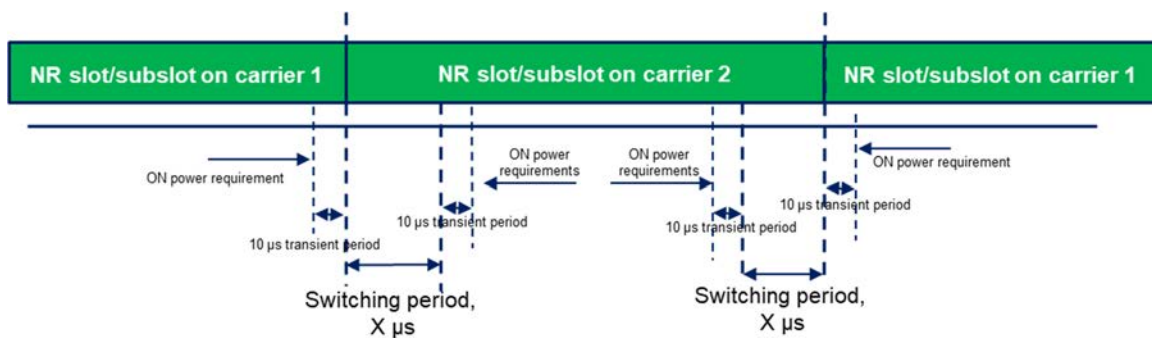 NR slot/subslot on carrier 1
NR slot/subslot on carrier 2
NR slot/subslot on carrier 1
ON power requirement
ON power
requirements
ON power
requirements
ON power requirement
10 µs transient period
10 µs transient period
10 µs transient period
10 µs transient period
Switching period,
X µs
Switching period,
X µs